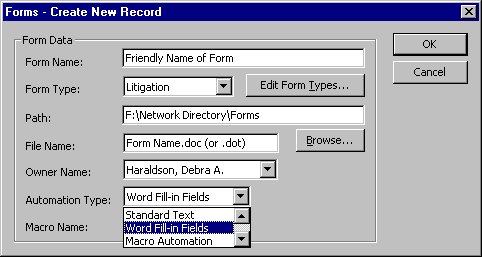 Forms - Create New Record
Form Data
Form Name: Friendly Name of Form
OK
Form Type: Litigation Edit Form Types...
Cancel
Path: F:\Network Directory\Forms
File Name: Form Name.doc (or .dot) Browse...
Owner Name: Haraldson, Debra A.
Automation Type: Word Fill-in Fields
Standard Text
Macro Name: Word Fill-in Fields
Macro Automation